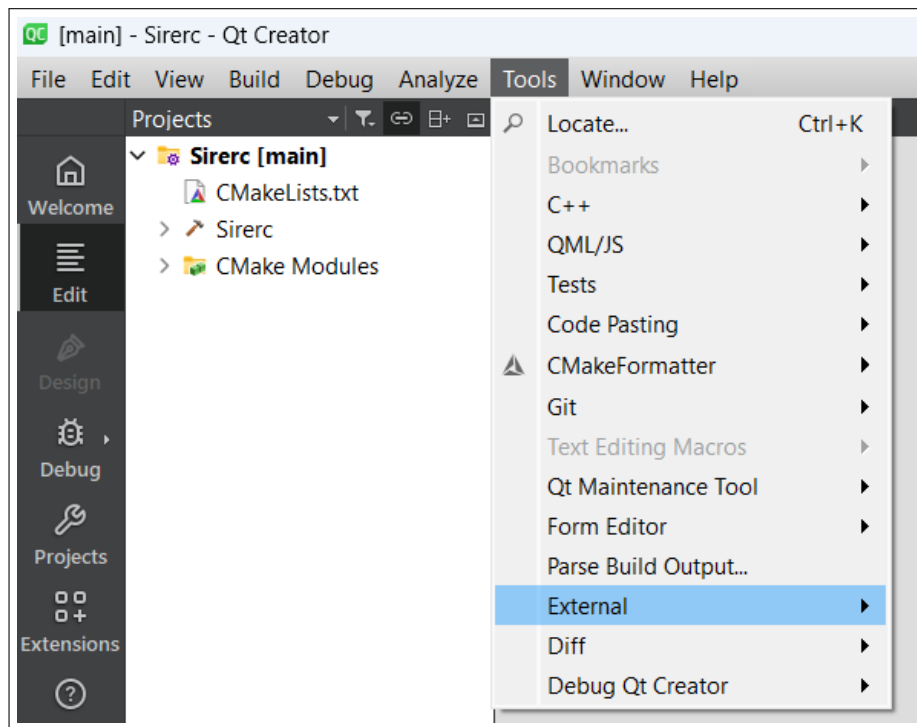 QC [main] - Sirerc - Qt Creator
File Edit View Build Debug Analyze Tools Window Help
Projects
Sirerc [main]
CMakeLists.txt
Sirerc
CMake Modules
Welcome
Edit
Design
Debug
Projects
Extensions
?
Locate... Ctrl+K
Bookmarks
C++
QML/JS
Tests
Code Pasting
CMakeFormatter
Git
Text Editing Macros
Qt Maintenance Tool
Form Editor
Parse Build Output...
External
Diff
Debug Qt Creator